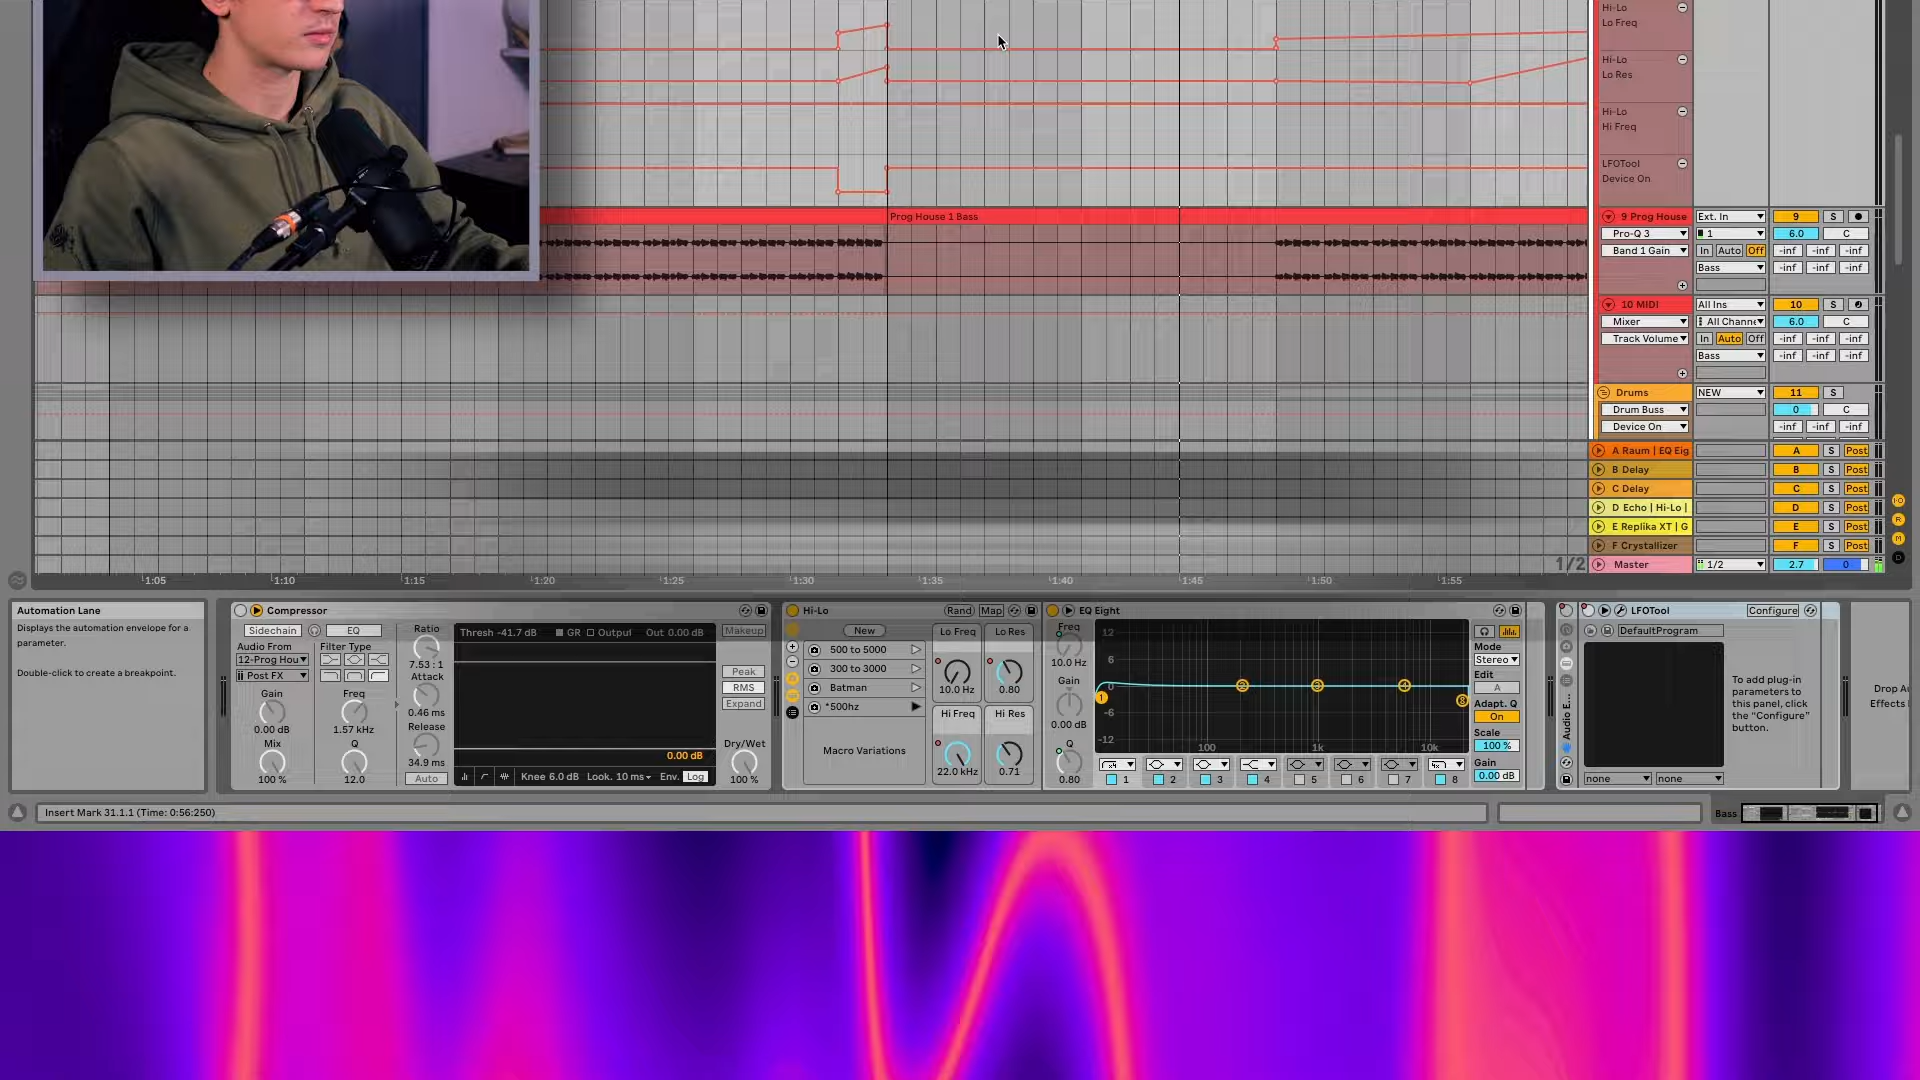 Hi-Lo
Lo Freq
Hi-Lo
Lo Res
Hi-Lo
Hi Freq
LFOTool
Device On
Prog House 1 Bass
9 Prog House
Ext. In
9
S
Pro-Q 3
1
6.0
C
Band 1 Gain
In
Auto
Off
-inf
-inf
-inf
Bass
-inf
-inf
-inf
10 MIDI
All Ins
10
S
Mixer
All Channe
6.0
C
Track Volume
In
Auto
Off
-inf
-inf
-inf
Bass
-inf
-inf
-inf
Drums
NEW
11
S
Drum Buss
0
C
Device On
-inf
-inf
-inf
A Raum | EQ Eig
A
S
Post
B Delay
B
S
Post
C Delay
C
S
Post
D Echo | Hi-Lo |
D
S
Post
E Replika XT | G
E
S
Post
F Crystallizer
F
S
Post
1/2
Master
1/2
2.7
0
I·O
R
M
D
1:05
1:10
1:15
1:20
1:25
1:30
1:35
1:40
1:45
1:50
1:55
Automation Lane
Displays the automation envelope for a
parameter.
Double-click to create a breakpoint.
Compressor
Sidechain
EQ
Audio From
Filter Type
12-Prog Hou
Post FX
Gain
0.00 dB
Freq
1.57 kHz
Mix
100 %
Q
12.0
Ratio
7.53 : 1
Attack
0.46 ms
Release
34.9 ms
Auto
Thresh -41.7 dB
GR
Output
Out 0.00 dB
0.00 dB
Knee 6.0 dB
Look. 10 ms
Env.
Log
Makeup
Peak
RMS
Expand
Dry/Wet
100 %
Hi-Lo
Rand
Map
New
500 to 5000
300 to 3000
Batman
*500hz
Macro Variations
Lo Freq
10.0 Hz
Lo Res
0.80
Hi Freq
22.0 kHz
Hi Res
0.71
EQ Eight
Freq
10.0 Hz
Gain
0.00 dB
Q
0.80
12
6
0
-6
-12
1
2
3
4
8
100
1k
10k
1
2
3
4
5
6
7
8
Mode
Stereo
Edit
A
Adapt. Q
On
Scale
100 %
Gain
0.00 dB
Audio E...
LFOTool
Configure
DefaultProgram
To add plug-in
parameters to
this panel, click
the "Configure"
button.
none
none
Drop Au
Effects
Insert Mark 31.1.1 (Time: 0:56:250)
Bass